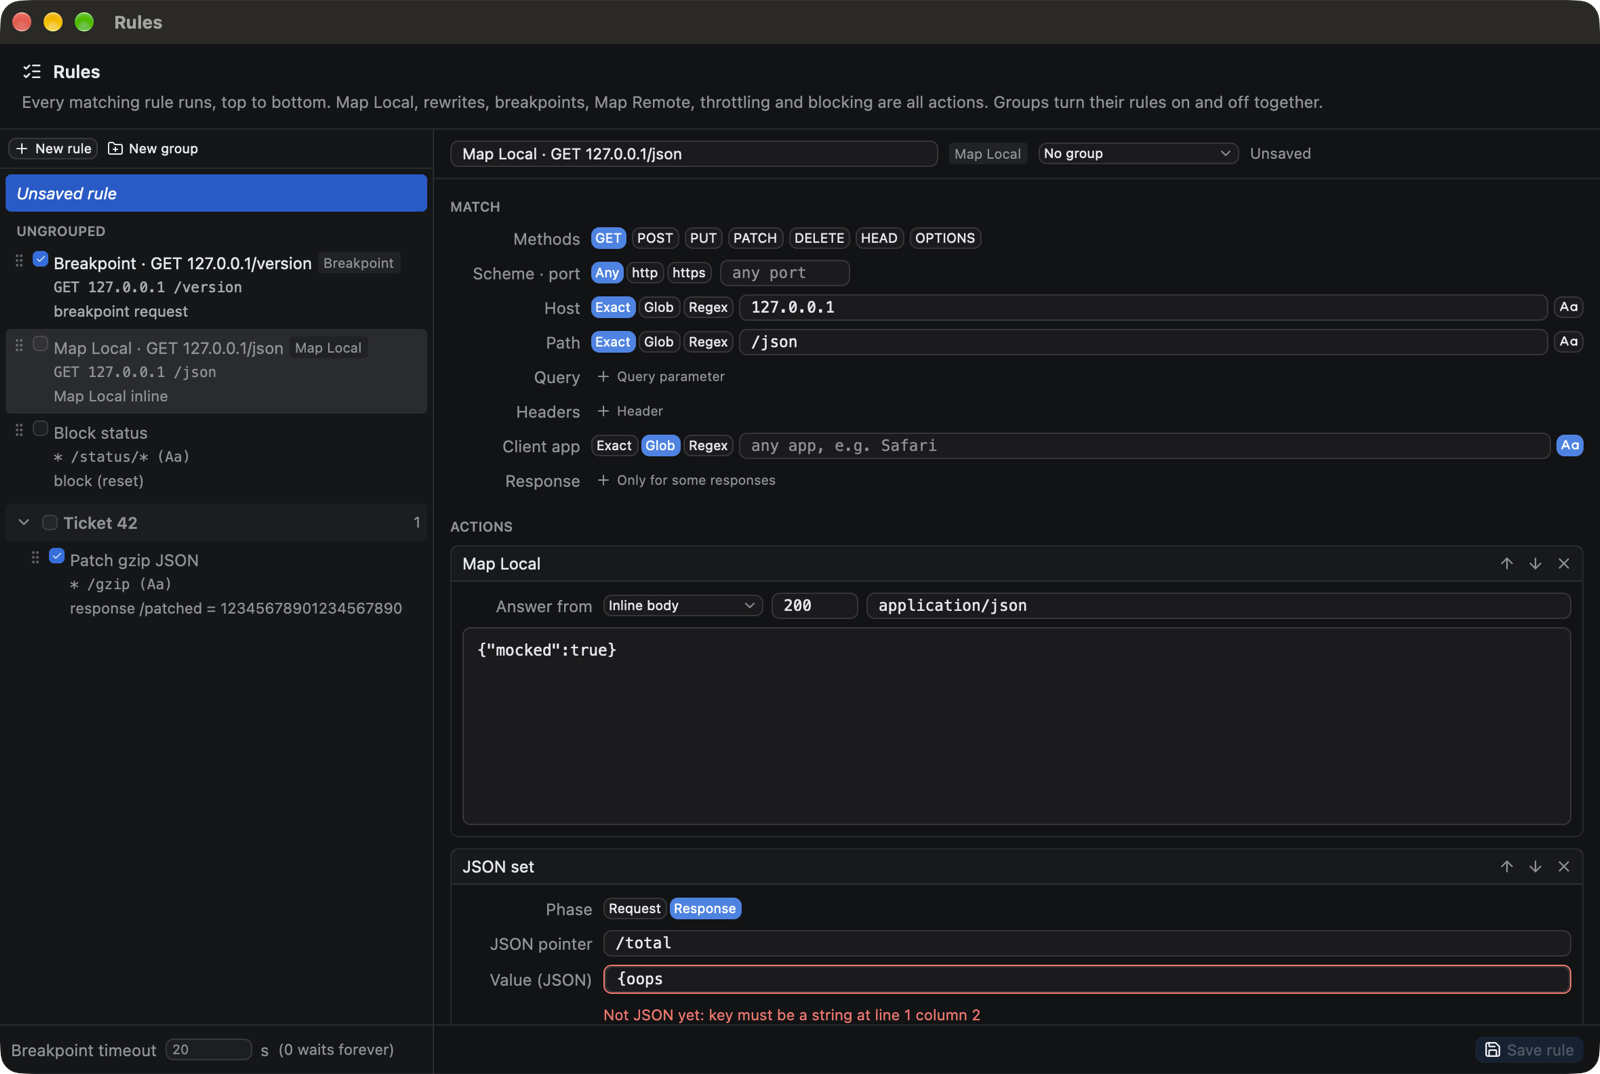 Rules
Rules
Every matching rule runs, top to bottom. Map Local, rewrites, breakpoints, Map Remote, throttling and blocking are all actions. Groups turn their rules on and off together.
New rule New group
Unsaved rule
UNGROUPED
Breakpoint · GET 127.0.0.1/version Breakpoint
GET 127.0.0.1 /version
breakpoint request
Map Local · GET 127.0.0.1/json Map Local
GET 127.0.0.1 /json
Map Local inline
Block status
* /status/* (Aa)
block (reset)
Ticket 42 1
Patch gzip JSON
* /gzip (Aa)
response /patched = 12345678901234567890
Breakpoint timeout 20 s (0 waits forever)
Map Local · GET 127.0.0.1/json Map Local No group Unsaved
MATCH
Methods GET POST PUT PATCH DELETE HEAD OPTIONS
Scheme · port Any http https any port
Host Exact Glob Regex 127.0.0.1 Aa
Path Exact Glob Regex /json Aa
Query + Query parameter
Headers + Header
Client app Exact Glob Regex any app, e.g. Safari Aa
Response + Only for some responses
ACTIONS
Map Local
Answer from Inline body 200 application/json
{"mocked":true}
JSON set
Phase Request Response
JSON pointer /total
Value (JSON) {oops
Not JSON yet: key must be a string at line 1 column 2
Save rule